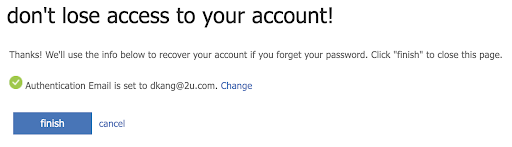 don't lose access to your account!
Thanks! We'll use the info below to recover your account if you forget your password. Click "finish" to close this page.
Authentication Email is set to dkang@2u.com. Change
finish cancel